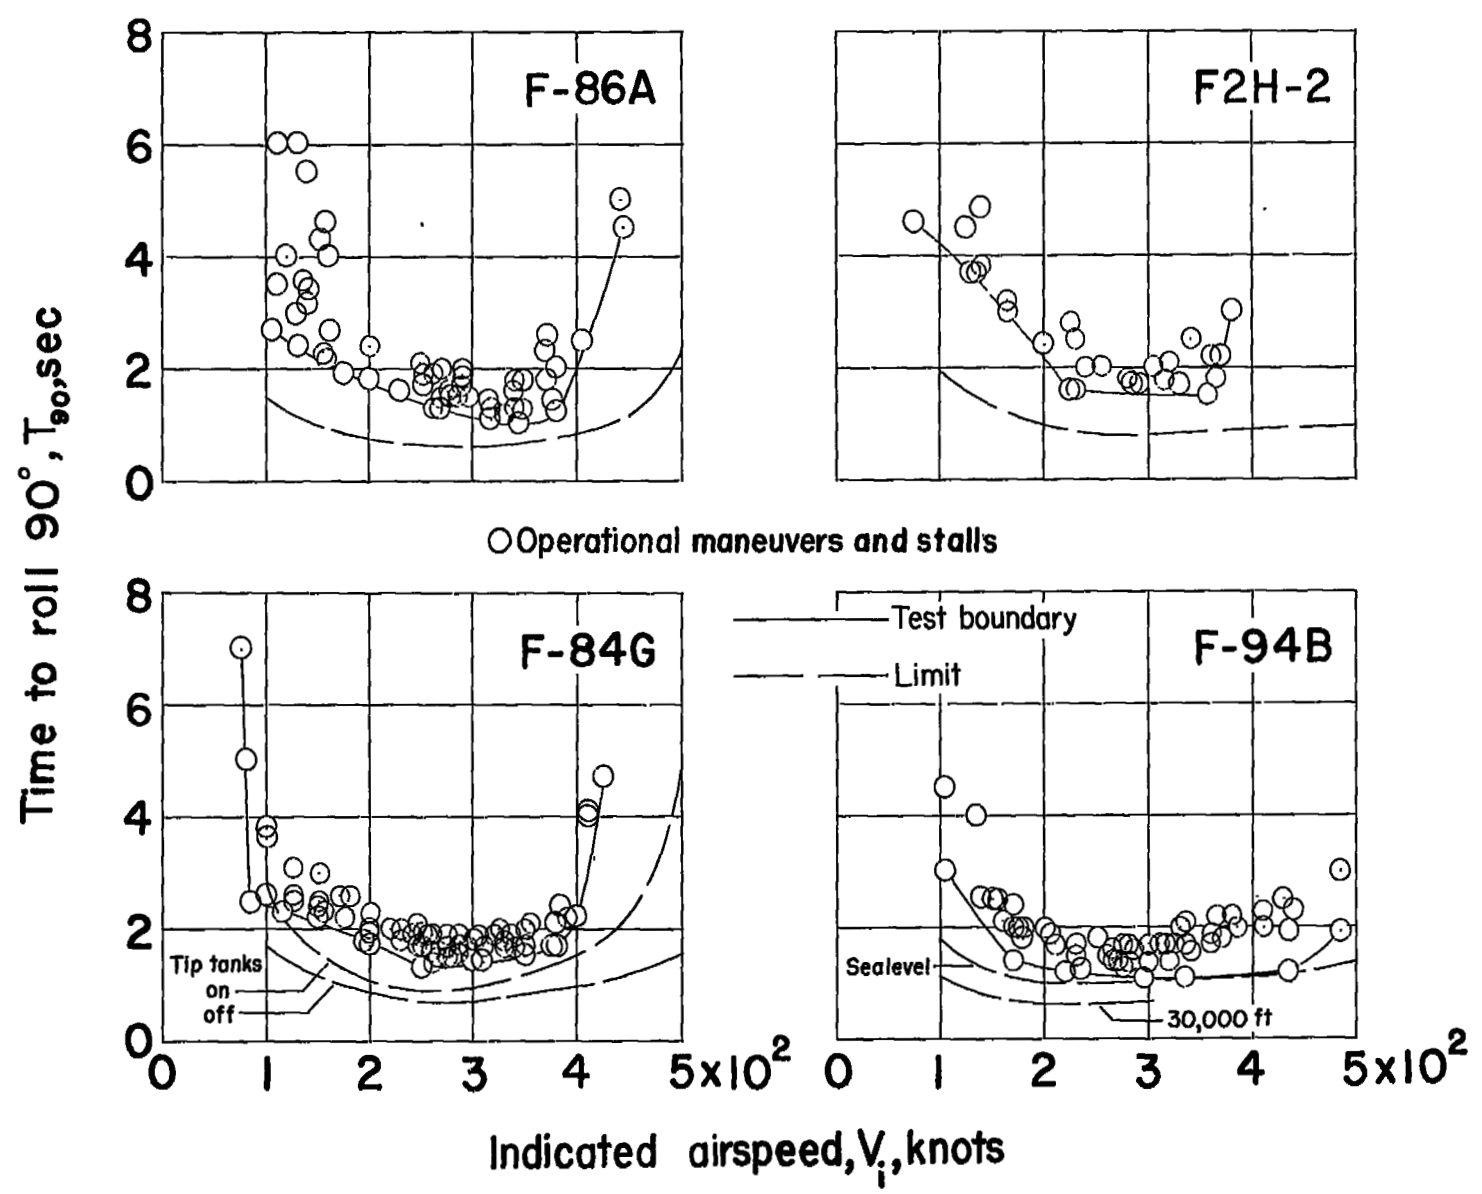 8
F-86A
F2H-2
6
4
2
0
Time to roll 90°, T90, sec
Operational maneuvers and stalls
8
F-84G
Test boundary
F-94B
Limit
6
4
2
Tip tanks
on
off
Sealevel
30,000 ft
0
0 1 2 3 4 5x10²
0 1 2 3 4 5x10²
Indicated airspeed, Vi, knots